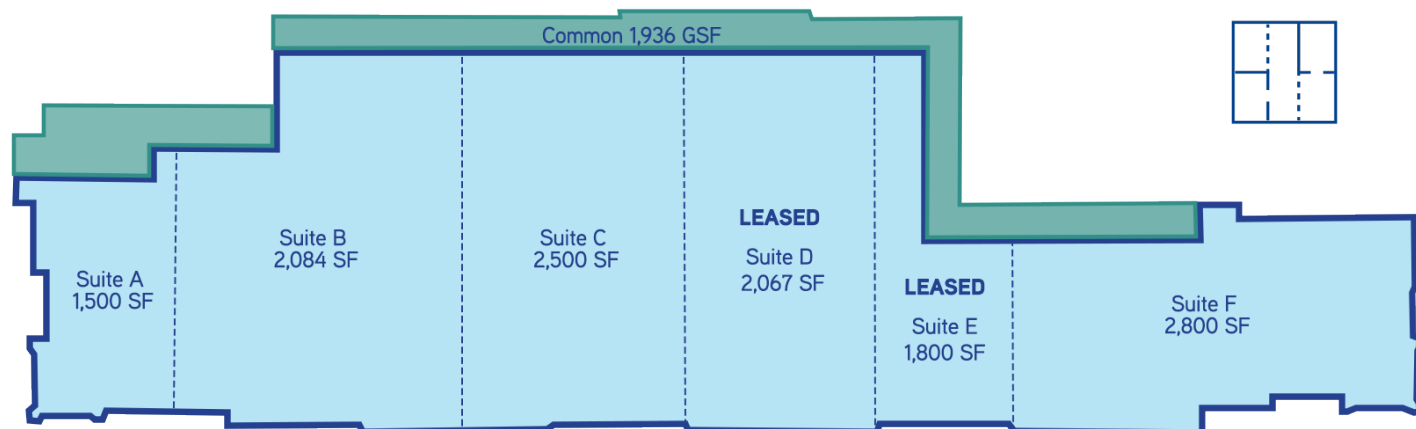 Common 1,936 GSF
Suite A
1,500 SF
Suite B
2,084 SF
Suite C
2,500 SF
LEASED
Suite D
2,067 SF
LEASED
Suite E
1,800 SF
Suite F
2,800 SF